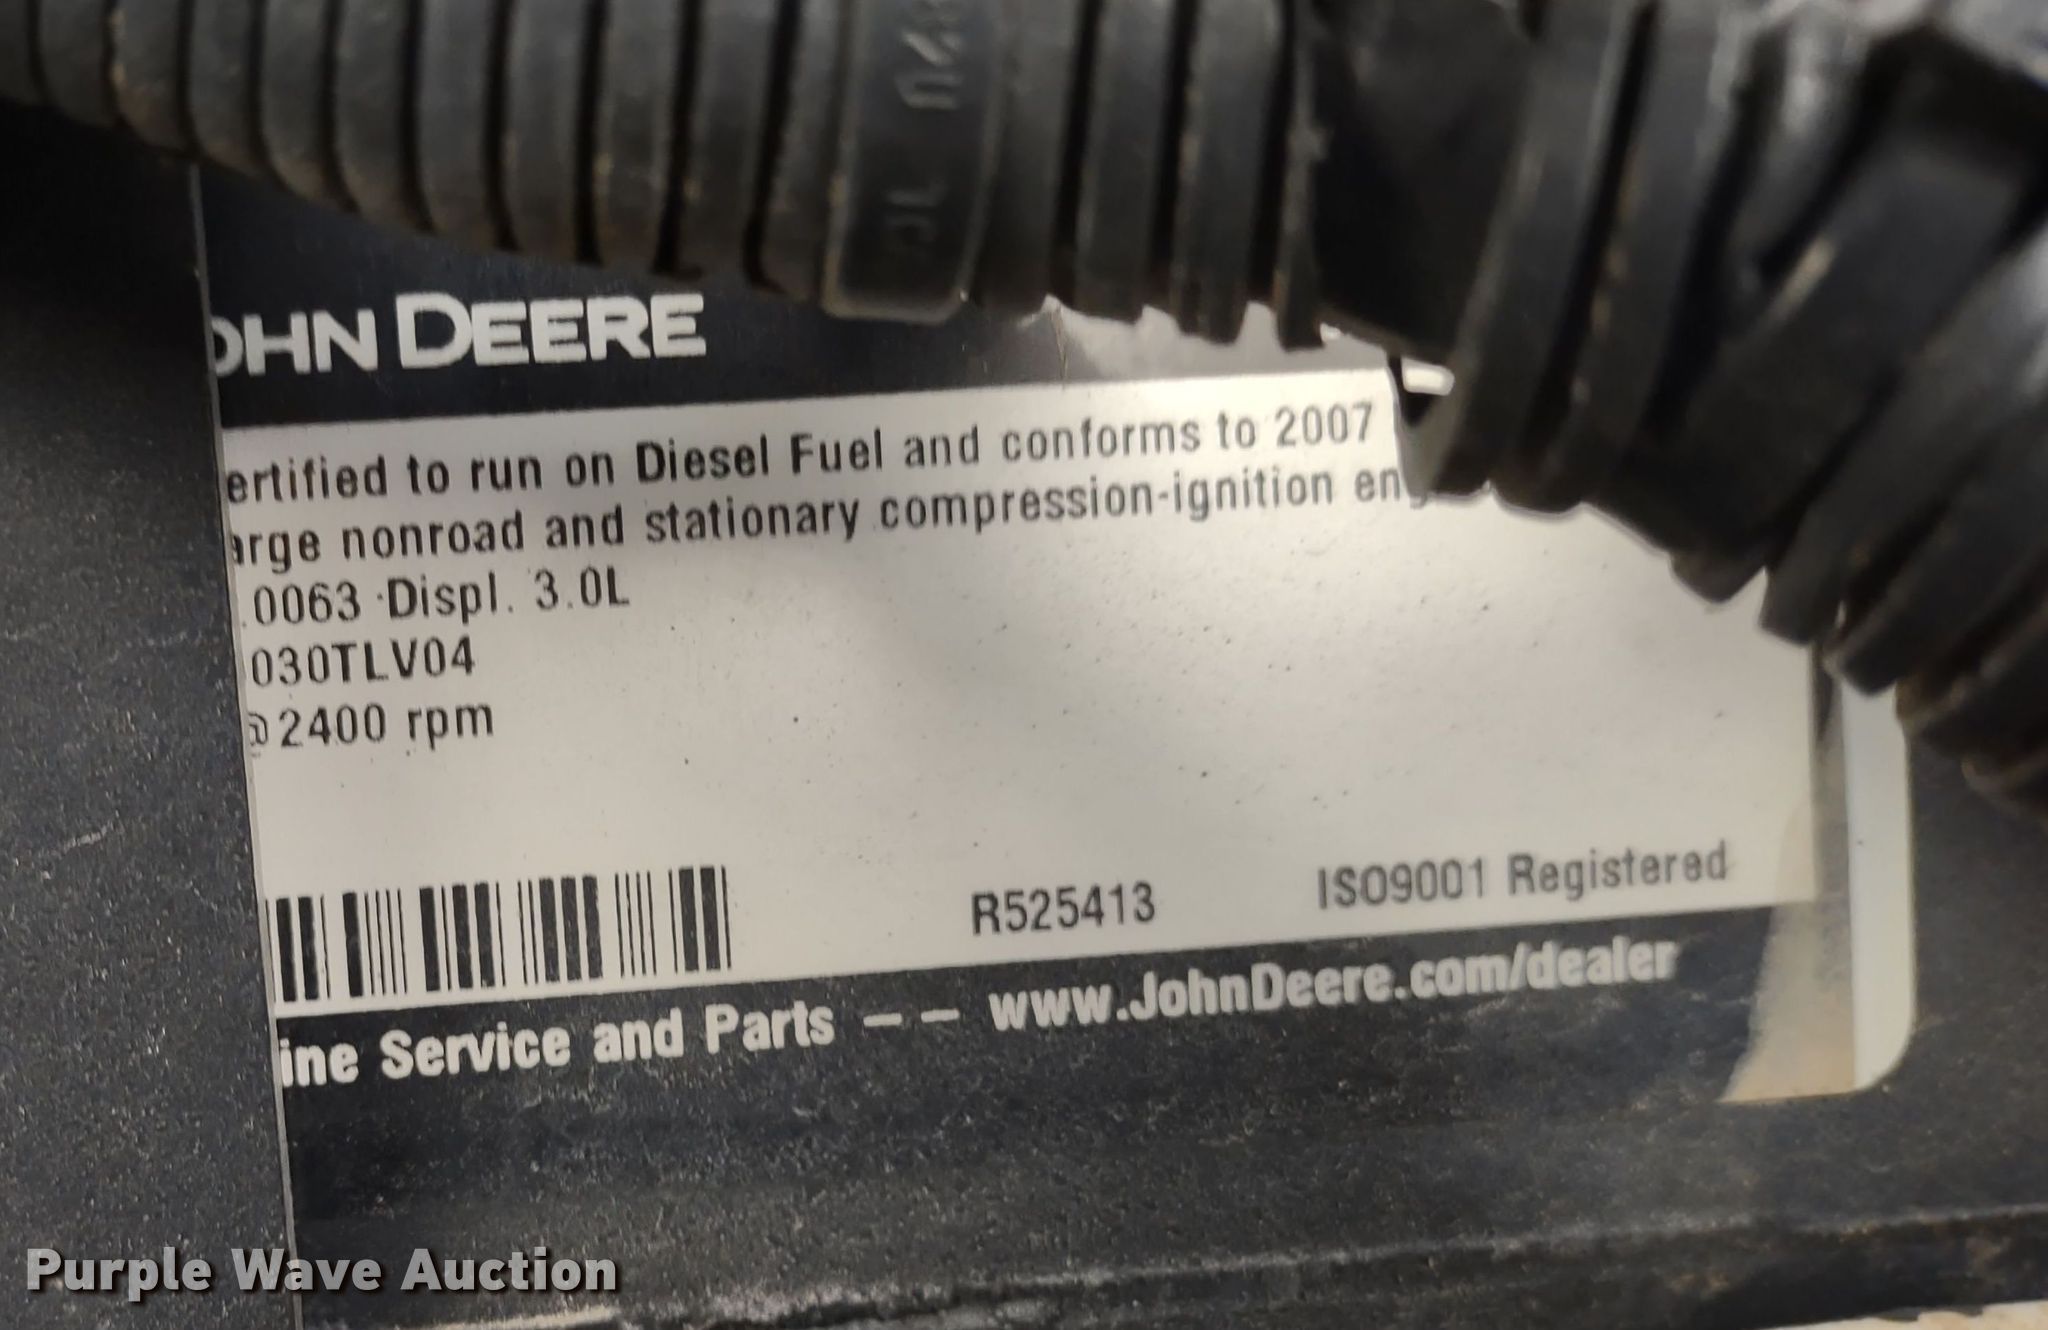 OHN DEERE
ertified to run on Diesel Fuel and conforms to 2007
arge nonroad and stationary compression-ignition en
.0063 Displ. 3.0L
030TLV04
@2400 rpm
R525413 ISO9001 Registered
ine Service and Parts – – www.JohnDeere.com/dealer
Purple Wave Auction